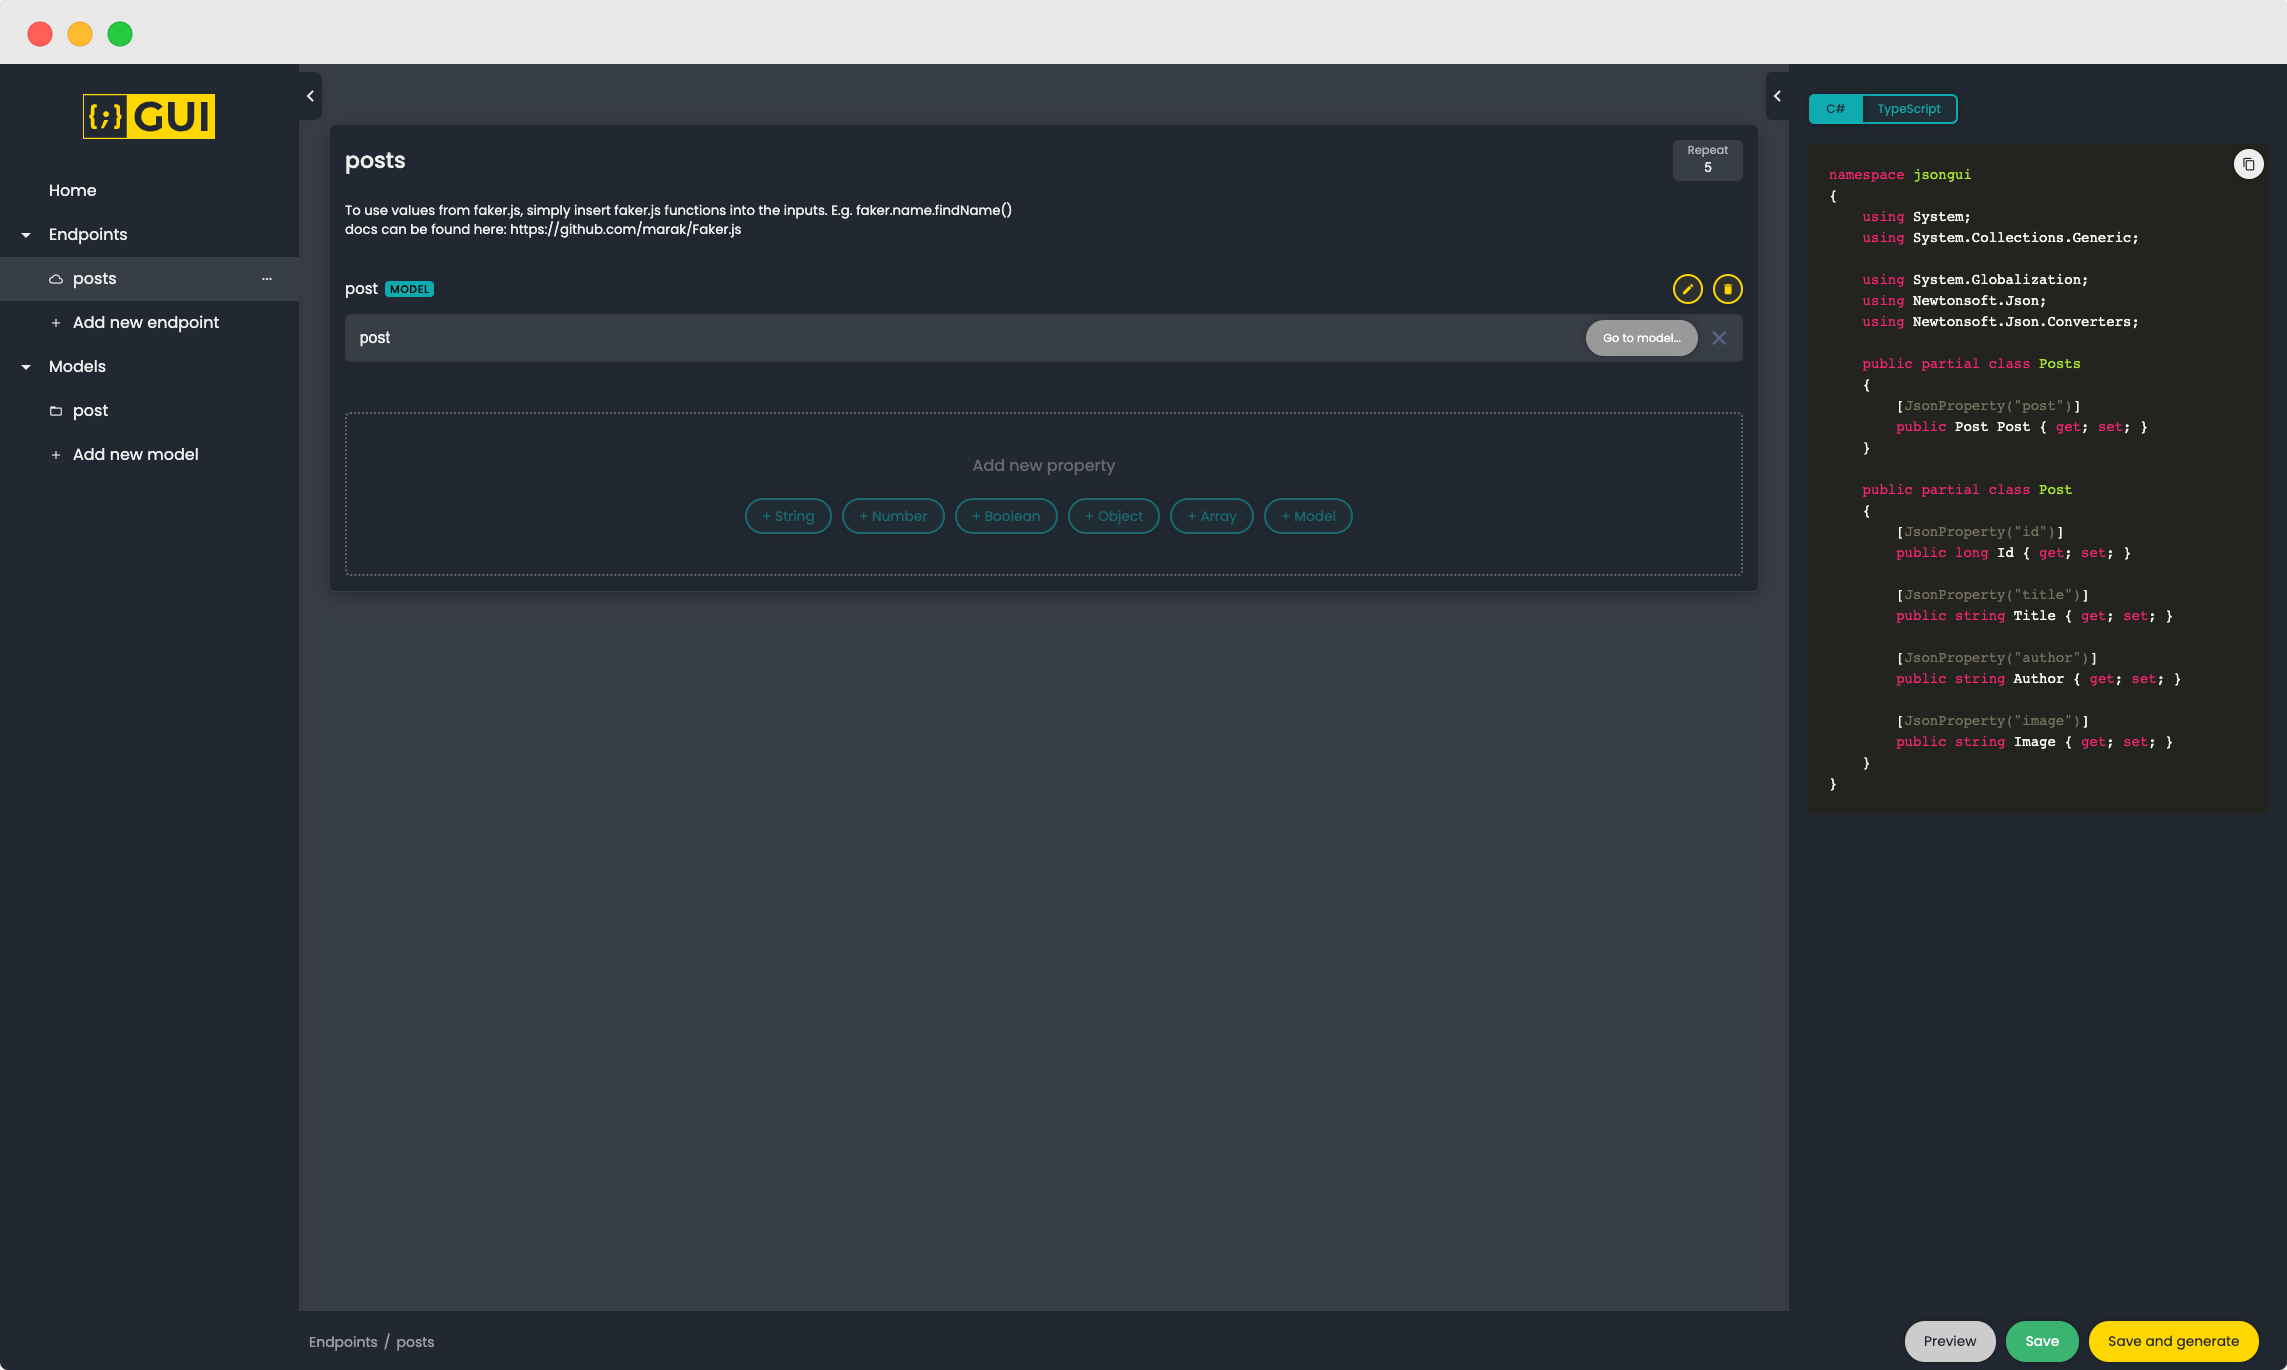 {;} GUI
Home
Endpoints
posts
Add new endpoint
Models
post
Add new model
posts
Repeat
5
To use values from faker.js, simply insert faker.js functions into the inputs. E.g. faker.name.findName()
docs can be found here: https://github.com/marak/Faker.js
post MODEL
post
Go to model...
Add new property
+ String + Number + Boolean + Object + Array + Model
C# TypeScript
namespace jsongui
{
    using System;
    using System.Collections.Generic;

    using System.Globalization;
    using Newtonsoft.Json;
    using Newtonsoft.Json.Converters;

    public partial class Posts
    {
        [JsonProperty("post")]
        public Post Post { get; set; }
    }

    public partial class Post
    {
        [JsonProperty("id")]
        public long Id { get; set; }

        [JsonProperty("title")]
        public string Title { get; set; }

        [JsonProperty("author")]
        public string Author { get; set; }

        [JsonProperty("image")]
        public string Image { get; set; }
    }
}
Endpoints / posts
Preview Save Save and generate